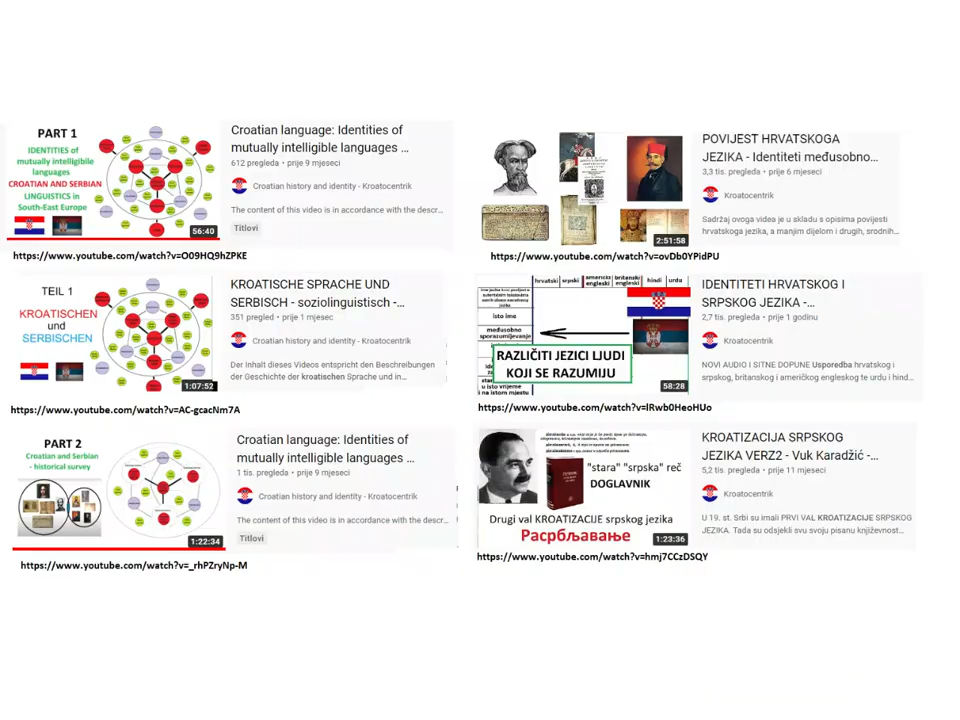 PART 1
IDENTITIES of
mutually intelligible
languages
CROATIAN AND SERBIAN
LINGUISTICS in
South-East Europe
56:40
Croatian language: Identities of
mutually intelligible languages ...
612 pregleda • prije 9 mjeseci
Croatian history and identity - Kroatocentrik
The content of this video is in accordance with the descr...
Titlovi
https://www.youtube.com/watch?v=O09HQ9hZPKE
TEIL 1
KROATISCHEN
und
SERBISCHEN
1:07:52
KROATISCHE SPRACHE UND
SERBISCH - soziolinguistisch -...
351 pregled • prije 1 mjesec
Croatian history and identity - Kroatocentrik
Der Inhalt dieses Videos entspricht den Beschreibungen
der Geschichte der kroatischen Sprache und in...
https://www.youtube.com/watch?v=AC-gcacNm7A
PART 2
Croatian and Serbian
- historical survey
1:22:34
Croatian language: Identities of
mutually intelligible languages ...
1 tis. pregleda • prije 9 mjeseci
Croatian history and identity - Kroatocentrik
The content of this video is in accordance with the descr...
Titlovi
https://www.youtube.com/watch?v=_rhPZryNp-M
2:51:58
POVIJEST HRVATSKOGA
JEZIKA - Identiteti međusobno...
3,3 tis. pregleda • prije 6 mjeseci
Kroatocentrik
Sadržaj ovoga videa je u skladu s opisima povijesti
hrvatskoga jezika, a manjim dijelom i drugih, srodnih...
https://www.youtube.com/watch?v=ovDb0YPidPU
hrvatski srpski američki engleski britanski engleski hindi urdu
isto ime
međusobno
sporazumijevanje
RAZLIČITI JEZICI LJUDI
KOJI SE RAZUMIJU
u isto vrijeme
i na istom mjestu
58:28
IDENTITETI HRVATSKOG I
SRPSKOG JEZIKA -...
2,7 tis. pregleda • prije 1 godinu
Kroatocentrik
NOVI AUDIO I SITNE DOPUNE Usporedba hrvatskog i
srpskog, britanskog i američkog engleskog te urdu i hind...
https://www.youtube.com/watch?v=lRwb0HeoHUo
"stara" "srpska" reč
DOGLAVNIK
Drugi val KROATIZACIJE srpskog jezika
Расрбљавање
1:23:36
KROATIZACIJA SRPSKOG
JEZIKA VERZ2 - Vuk Karadžić -...
5,2 tis. pregleda • prije 11 mjeseci
Kroatocentrik
U 19. st. Srbi su imali PRVI VAL KROATIZACIJE SRPSKOG
JEZIKA. Tada su odsjekli svu svoju pisanu književnost...
https://www.youtube.com/watch?v=hmj7CCzDSQY